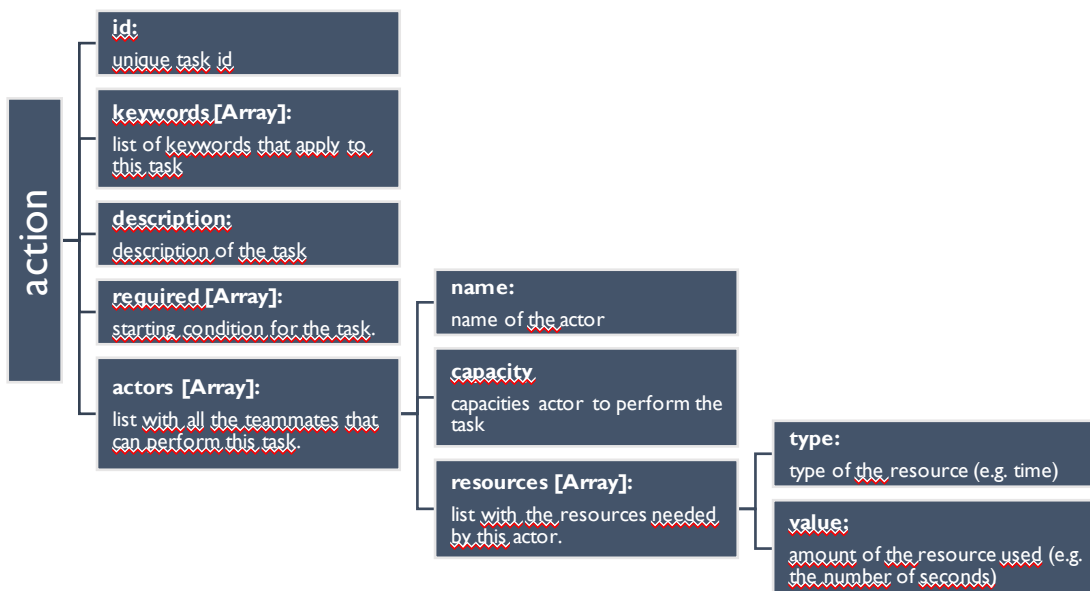 action
id:
unique task id
keywords [Array]:
list of keywords that apply to
this task
description:
description of the task
required [Array]:
starting condition for the task.
actors [Array]:
list with all the teammates that
can perform this task.
name:
name of the actor
capacity
capacities actor to perform the
task
resources [Array]:
list with the resources needed
by this actor.
type:
type of the resource (e.g. time)
value:
amount of the resource used (e.g.
the number of seconds)